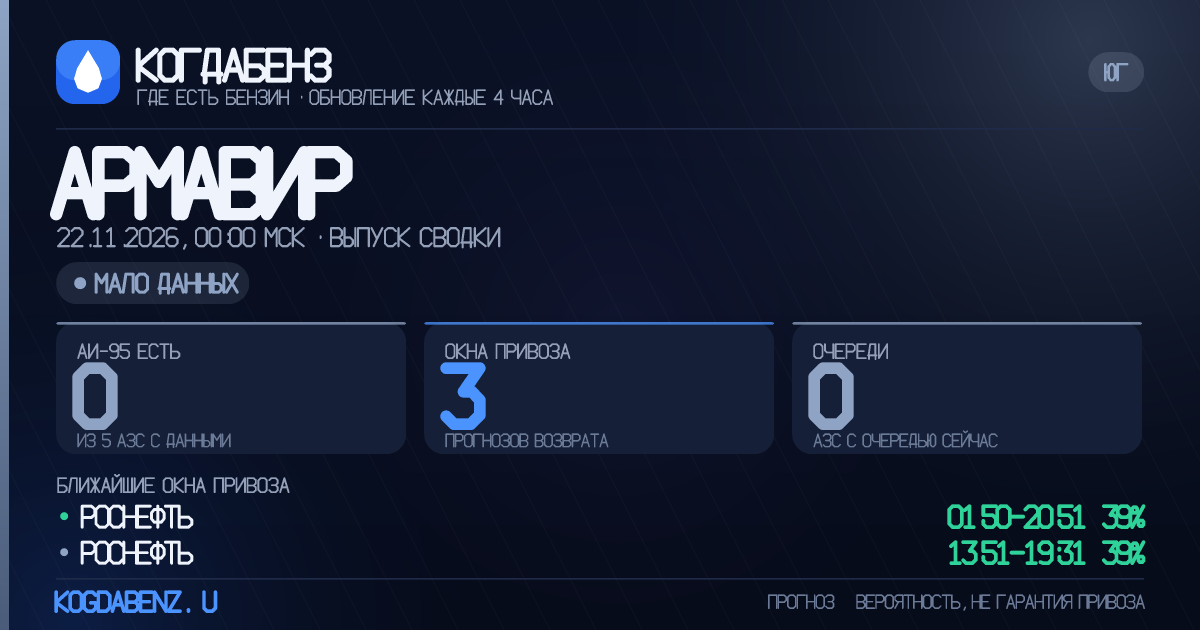 КОГДАБЕНЗ
ГДЕ ЕСТЬ БЕНЗИН · ОБНОВЛЕНИЕ КАЖДЫЕ 4 ЧАСА
ЮГ
АРМАВИР
22.11.2026, 00:00 МСК · ВЫПУСК СВОДКИ
МАЛО ДАННЫХ
АИ-95 ЕСТЬ
0
ИЗ 5 АЗС С ДАННЫМИ
ОКНА ПРИВОЗА
3
ПРОГНОЗОВ ВОЗВРАТА
ОЧЕРЕДИ
0
АЗС С ОЧЕРЕДЬЮ СЕЙЧАС
БЛИЖАЙШИЕ ОКНА ПРИВОЗА
• РОСНЕФТЬ 01 50-20 51 39%
• РОСНЕФТЬ 13 51-19:31 39%
KOGDABENZ. U
ПРОГНОЗ ВЕРОЯТНОСТЬ, НЕ ГАРАНТИЯ ПРИВОЗА